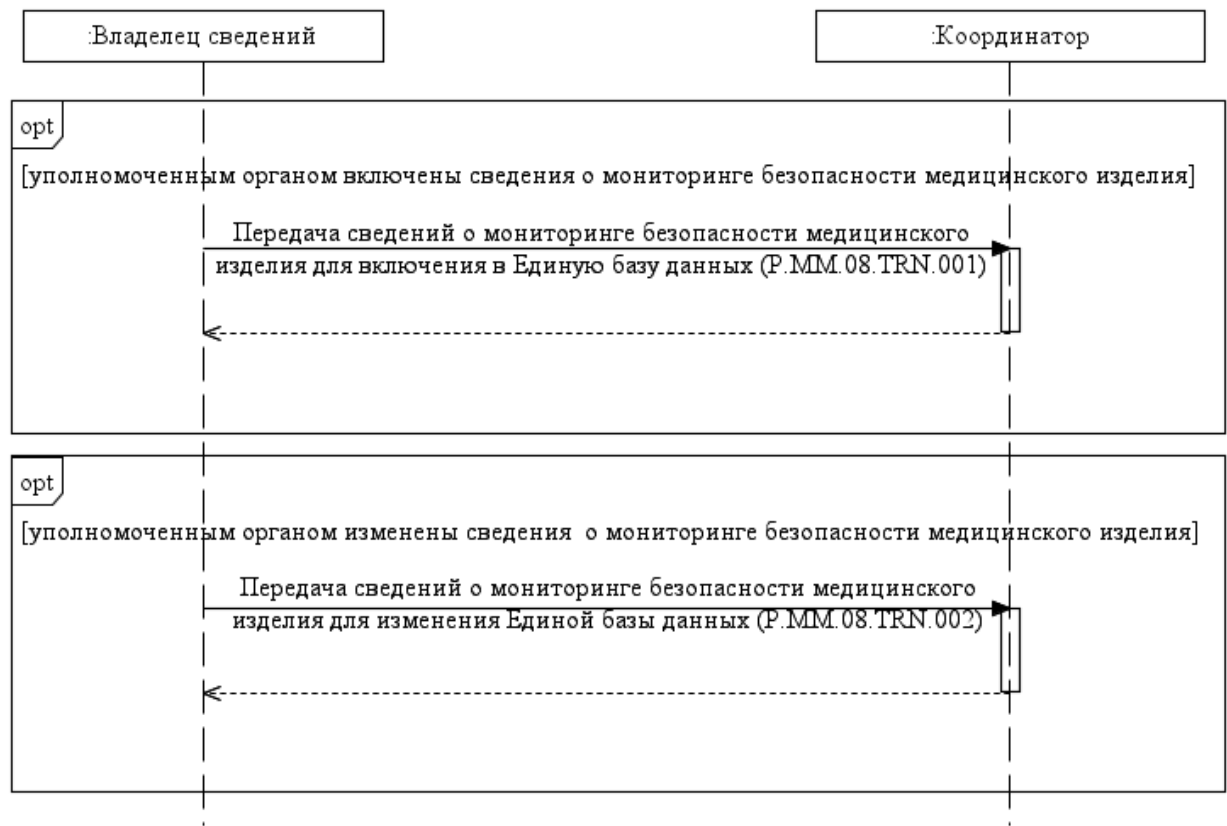 :Владелец сведений
:Координатор
opt
[уполномоченным органом включены сведения о мониторинге безопасности медицинского изделия]
Передача сведений о мониторинге безопасности медицинского
изделия для включения в Единую базу данных (P.MM.08.TRN.001)
opt
[уполномоченным органом изменены сведения  о мониторинге безопасности медицинского изделия]
Передача сведений о мониторинге безопасности медицинского
изделия для изменения Единой базы данных (P.MM.08.TRN.002)